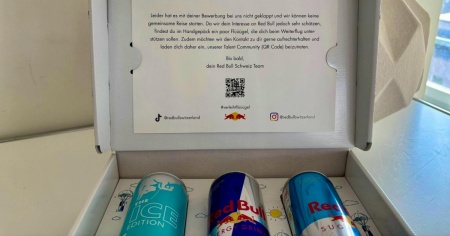 Leider hat es mit deiner Bewerbung bei uns nicht geklappt und wir können keine
gemeinsame Reise starten. Da wir dein Interesse an Red Bull jedoch sehr schätzen,
findest du im Handgepäck ein paar Flüügel, die dich beim Weiterflug unter-
stützen sollen. Zudem möchten wir den Kontakt zu dir gerne aufrechterhalten und
laden dich daher ein, unserer Talent Community (QR Code) beizutreten.
Bis bald,
dein Red Bull Schweiz Team
#verleihtflüügel
@redbullswitzerland
@redbullswitzerland
THE
ICE
EDITION
Red Bull
Red
SUGA